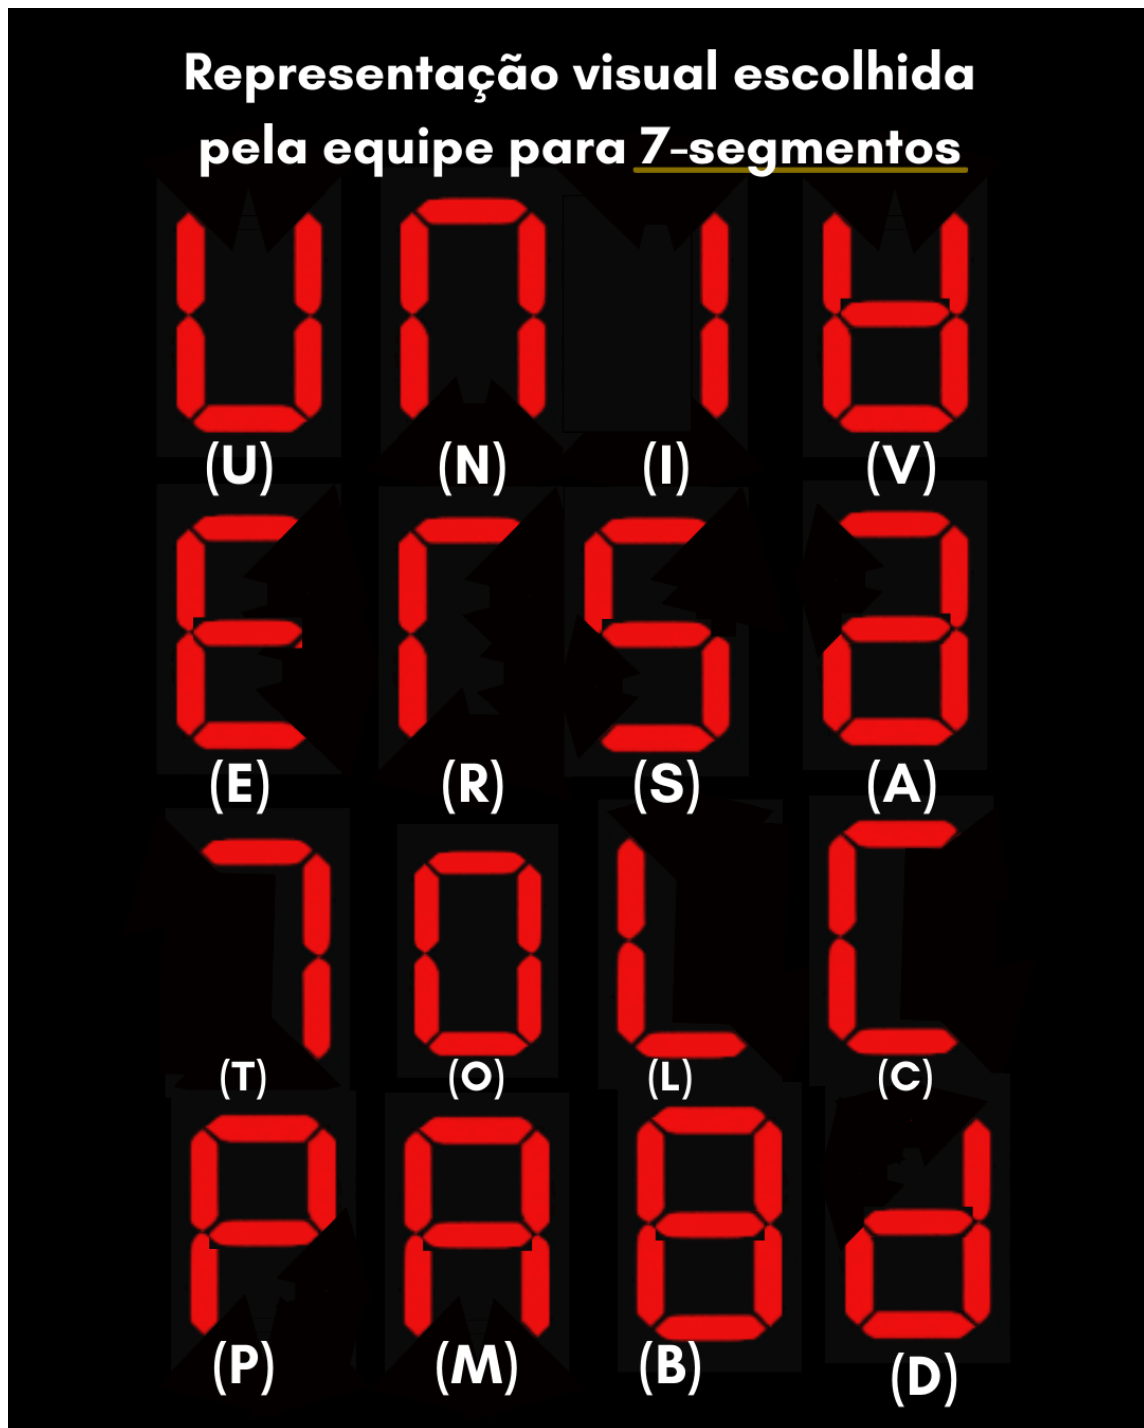 Representação visual escolhida
pela equipe para 7-segmentos
(U) (N) (I) (V)
(E) (R) (S) (A)
(T) (O) (L) (C)
(P) (M) (B) (D)